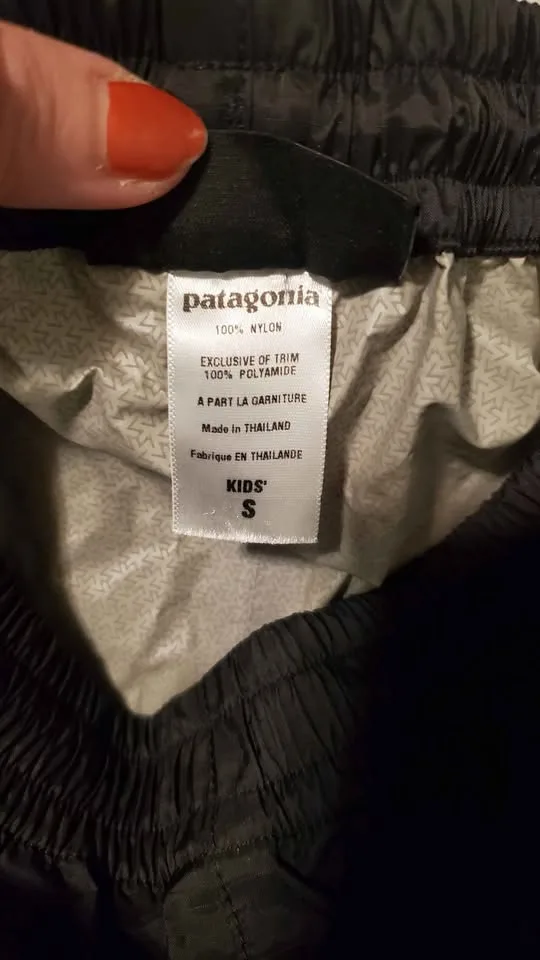 patagonia
100% NYLON
EXCLUSIVE OF TRIM
100% POLYAMIDE
A PART LA GARNITURE
Made in THAILAND
Fabrique EN THAILANDE
KIDS'
S